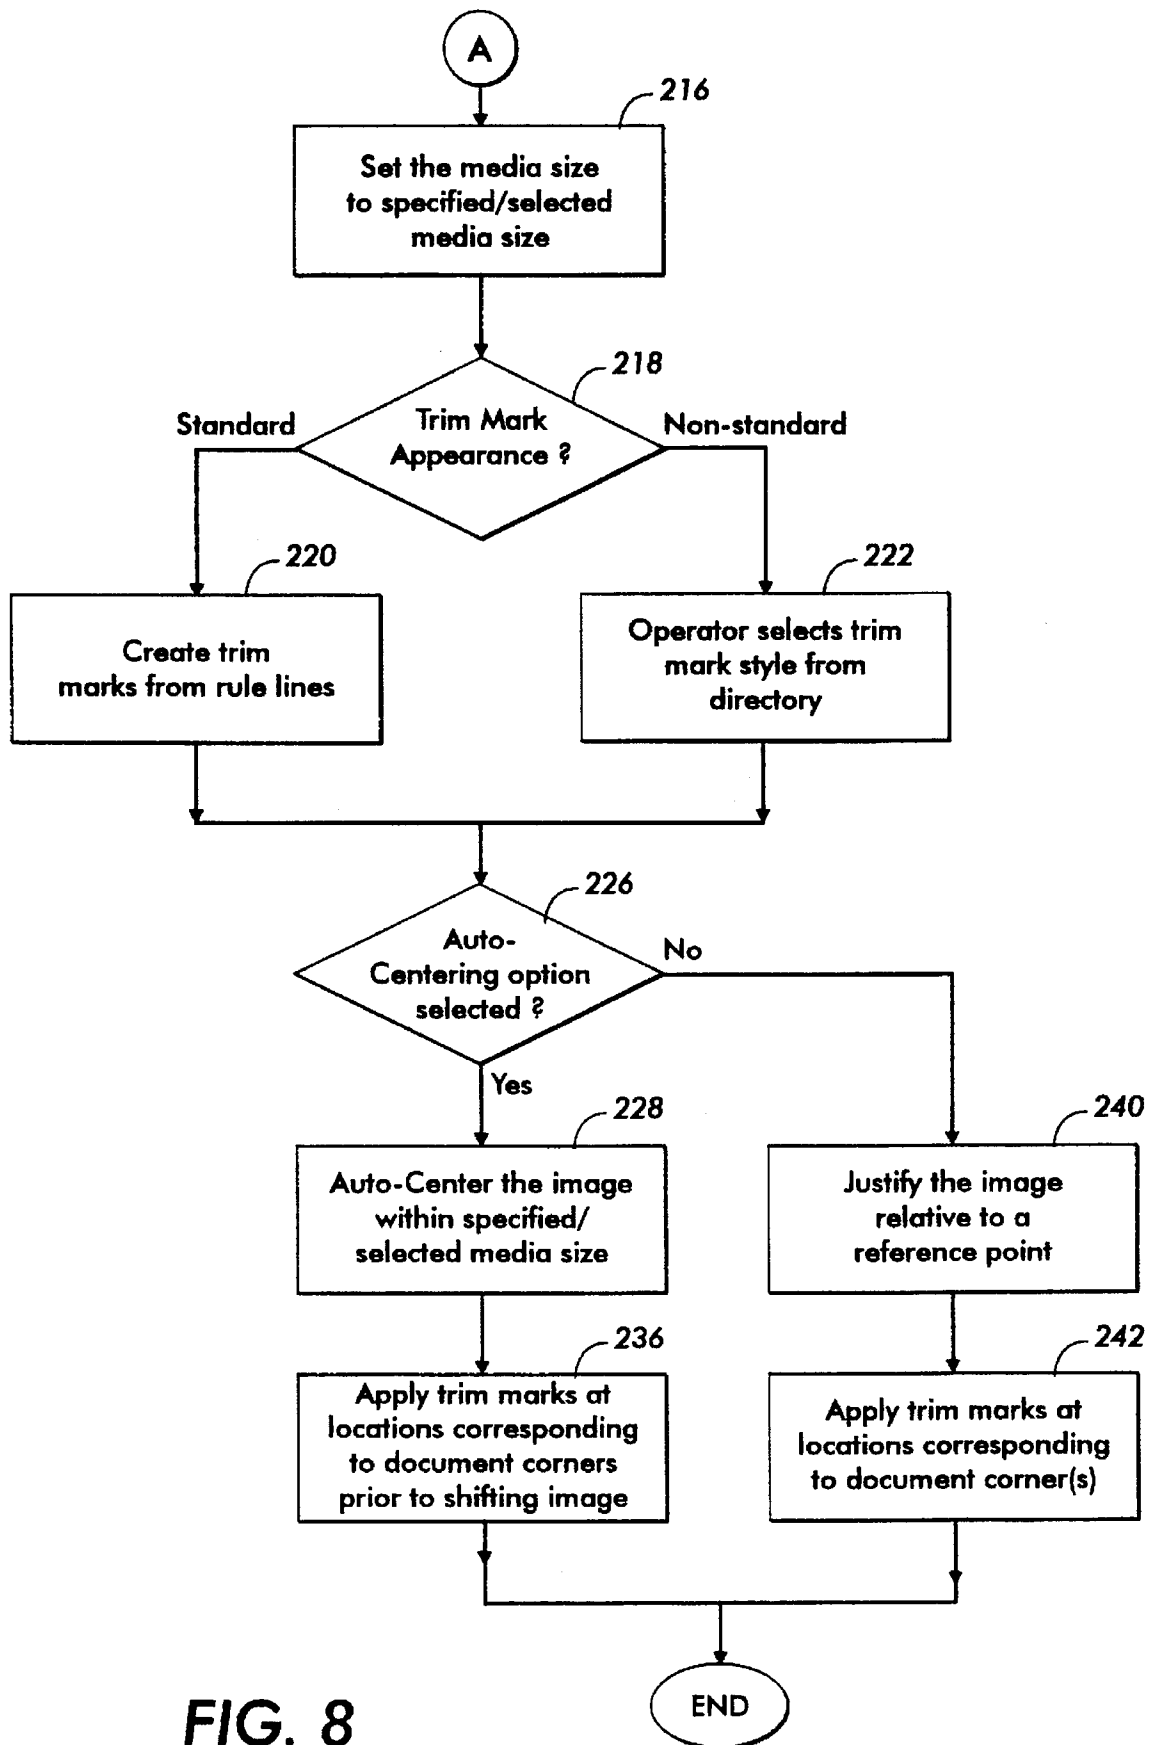 A
216
Set the media size
to specified/selected
media size
218
Trim Mark
Appearance ?
Standard
Non-standard
220
Create trim
marks from rule lines
222
Operator selects trim
mark style from
directory
226
Auto-
Centering option
selected ?
No
Yes
228
Auto-Center the image
within specified/
selected media size
240
Justify the image
relative to a
reference point
236
Apply trim marks at
locations corresponding
to document corners
prior to shifting image
242
Apply trim marks at
locations corresponding
to document corner(s)
END
FIG. 8